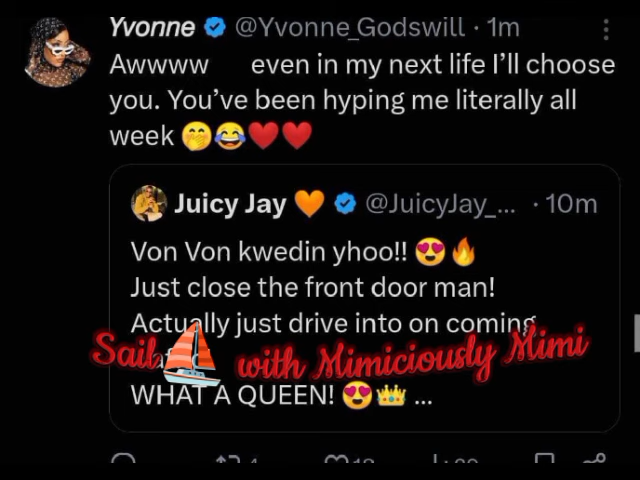 Yvonne @Yvonne_Godswill · 1m
Awwww even in my next life I'll choose
you. You've been hyping me literally all
week 🤭😂❤️❤️
Juicy Jay 🧡 @JuicyJay_... · 10m
Von Von kwedin yhoo!! 😍🔥
Just close the front door man!
Actually just drive into on coming
Sail with Mimiciously Mimi
WHAT A QUEEN! 😍👑 ...